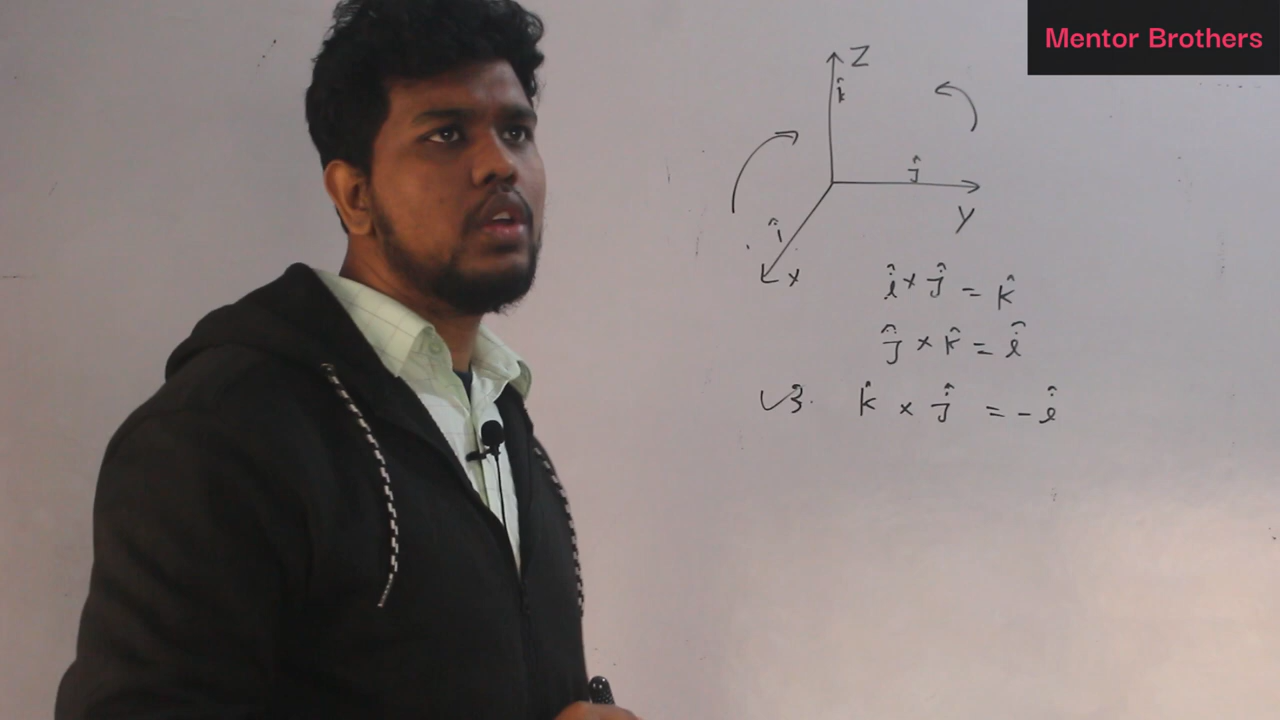 Mentor Brothers
Z
k̂
ĵ
Y
î
X
î × ĵ = k̂
ĵ × k̂ = î
k̂ × ĵ = - î